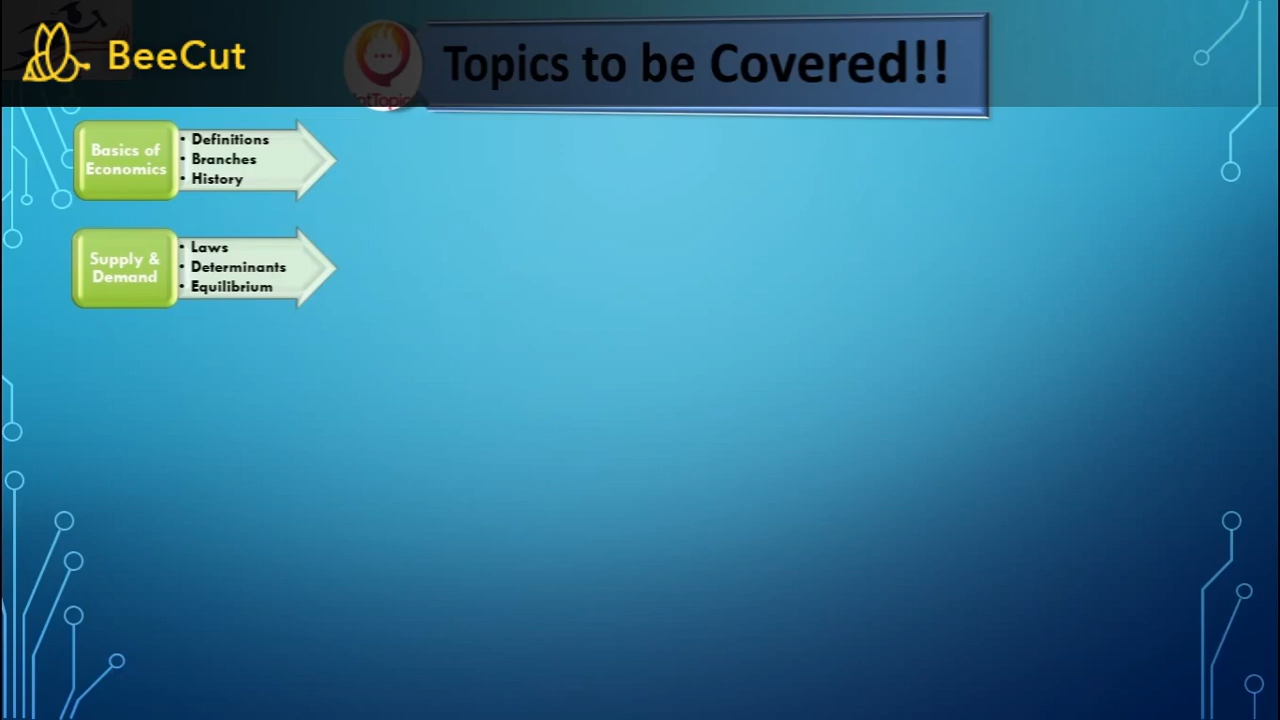 BeeCut
Topics to be Covered!!
Basics of
Economics
• Definitions
• Branches
• History
Supply &
Demand
• Laws
• Determinants
• Equilibrium